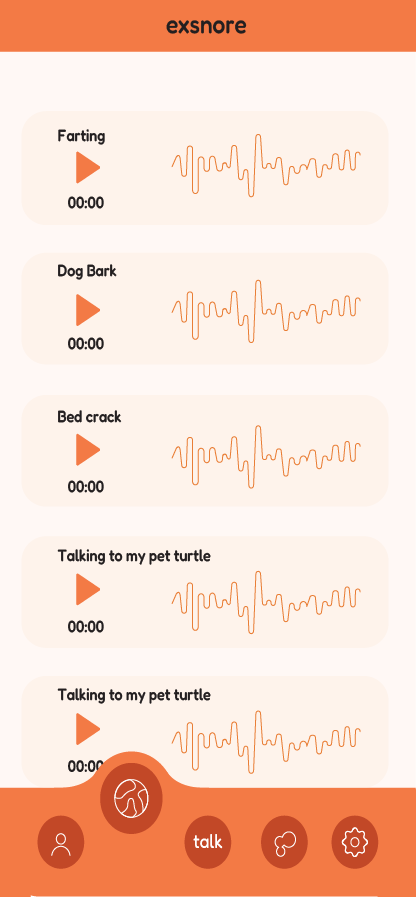 exsnore
Farting
00:00
Dog Bark
00:00
Bed crack
00:00
Talking to my pet turtle
00:00
Talking to my pet turtle
00:00
talk